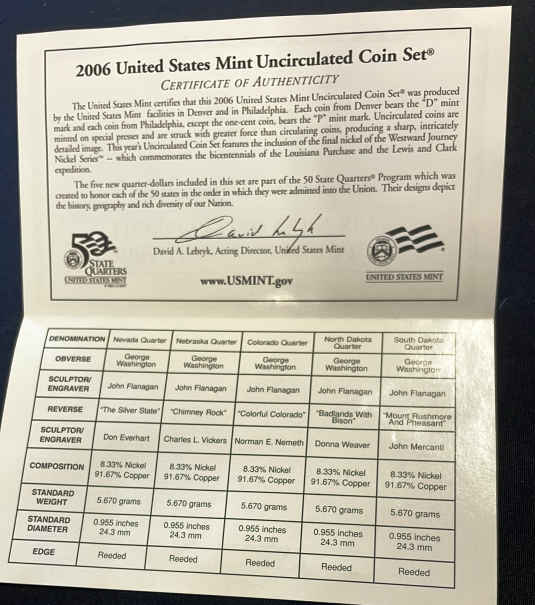 2006 United States Mint Uncirculated Coin Set®
CERTIFICATE OF AUTHENTICITY
The United States Mint certifies that this 2006 United States Mint Uncirculated Coin Set® was produced
by the United States Mint facilities in Denver and in Philadelphia. Each coin from Denver bears the "D" mint
mark and each coin from Philadelphia, except the one-cent coin, bears the "P" mint mark. Uncirculated coins are
minted on special presses and are struck with greater force than circulating coins, producing a sharp, intricately
detailed image. This year's Uncirculated Coin Set features the inclusion of the final nickel of the Westward Journey
Nickel Series™ – which commemorates the bicentennials of the Louisiana Purchase and the Lewis and Clark
expedition.
The five new quarter-dollars included in this set are part of the 50 State Quarters® Program which was
created to honor each of the 50 states in the order in which they were admitted into the Union. Their designs depict
the history, geography and rich diversity of our Nation.
David A. Lebryk, Acting Director, United States Mint
50 STATE
QUARTERS
UNITED STATES MINT
www.USMINT.gov
UNITED STATES MINT
DENOMINATION Nevada Quarter Nebraska Quarter Colorado Quarter North Dakota Quarter South Dakota Quarter
OBVERSE George Washington George Washington George Washington George Washington George Washington
SCULPTOR/ENGRAVER John Flanagan John Flanagan John Flanagan John Flanagan John Flanagan
REVERSE "The Silver State" "Chimney Rock" "Colorful Colorado" "Badlands With Bison" "Mount Rushmore And Pheasant"
SCULPTOR/ENGRAVER Don Everhart Charles L. Vickers Norman E. Nemeth Donna Weaver John Mercanti
COMPOSITION 8.33% Nickel 91.67% Copper 8.33% Nickel 91.67% Copper 8.33% Nickel 91.67% Copper 8.33% Nickel 91.67% Copper 8.33% Nickel 91.67% Copper
STANDARD WEIGHT 5.670 grams 5.670 grams 5.670 grams 5.670 grams 5.670 grams
STANDARD DIAMETER 0.955 inches 24.3 mm 0.955 inches 24.3 mm 0.955 inches 24.3 mm 0.955 inches 24.3 mm 0.955 inches 24.3 mm
EDGE Reeded Reeded Reeded Reeded Reeded